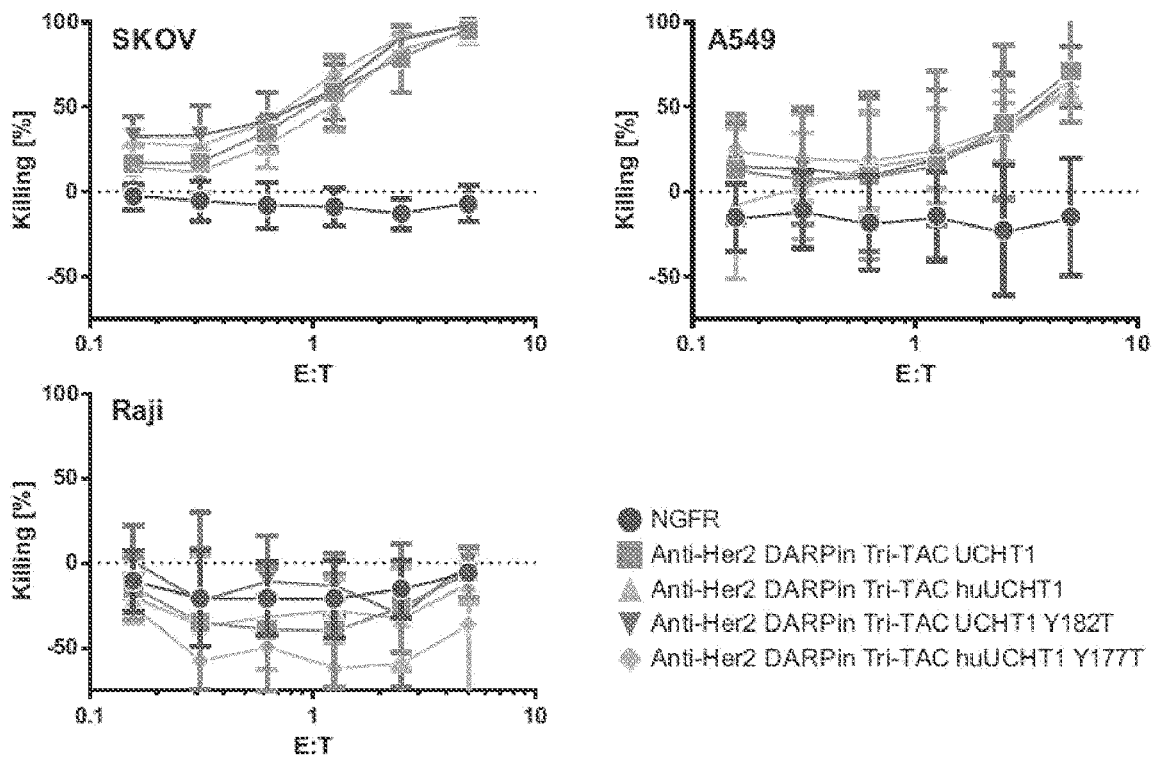 SKOV
Killing [%]
100
50
0
-50
0.1
1
10
E:T
A549
Killing [%]
100
50
0
-50
0.1
1
10
E:T
Raji
Killing [%]
100
50
0
-50
0.1
1
10
E:T
NGFR
Anti-Her2 DARPin Tri-TAC UCHT1
Anti-Her2 DARPin Tri-TAC huUCHT1
Anti-Her2 DARPin Tri-TAC UCHT1 Y182T
Anti-Her2 DARPin Tri-TAC huUCHT1 Y177T